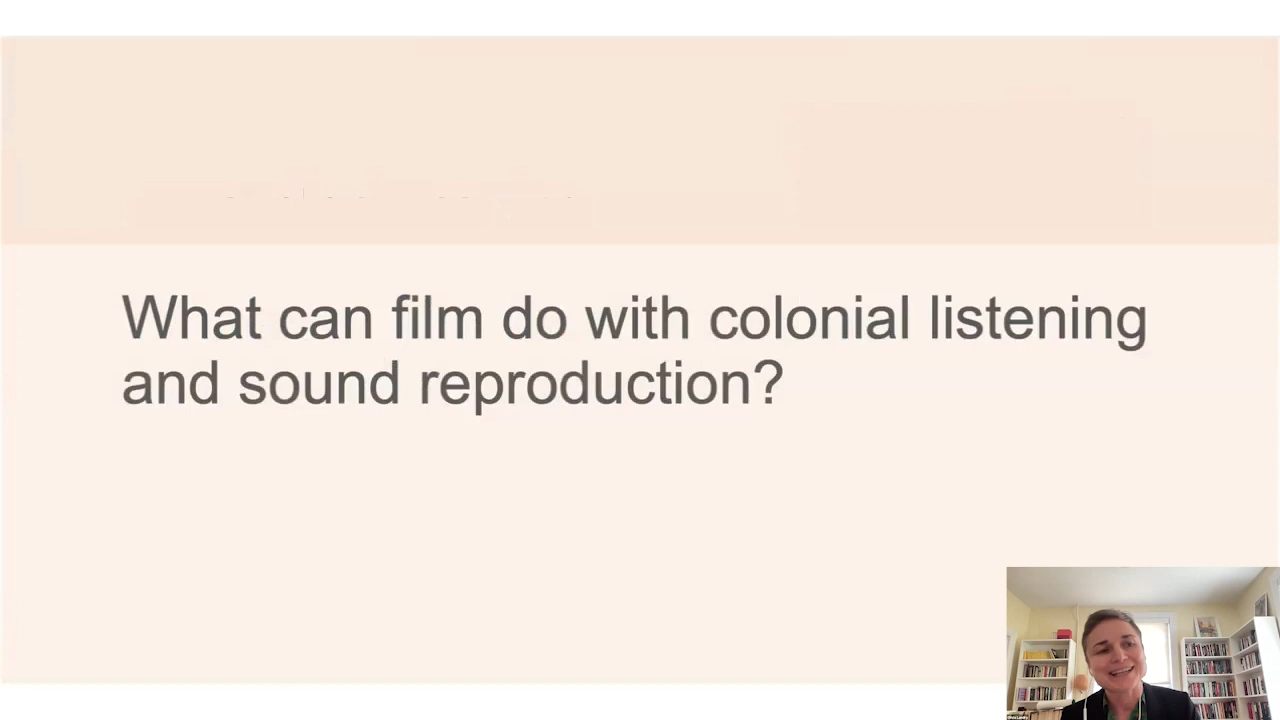 What can film do with colonial listening
and sound reproduction?